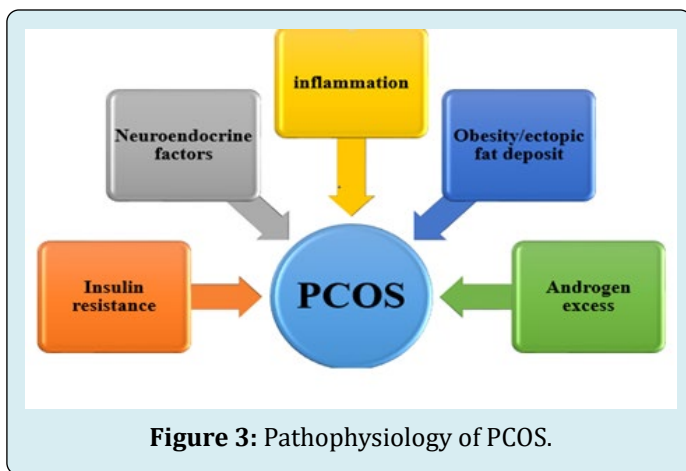 inflammation
Neuroendocrine
factors
Obesity/ectopic
fat deposit
Insulin
resistance
PCOS
Androgen
excess
Figure 3: Pathophysiology of PCOS.